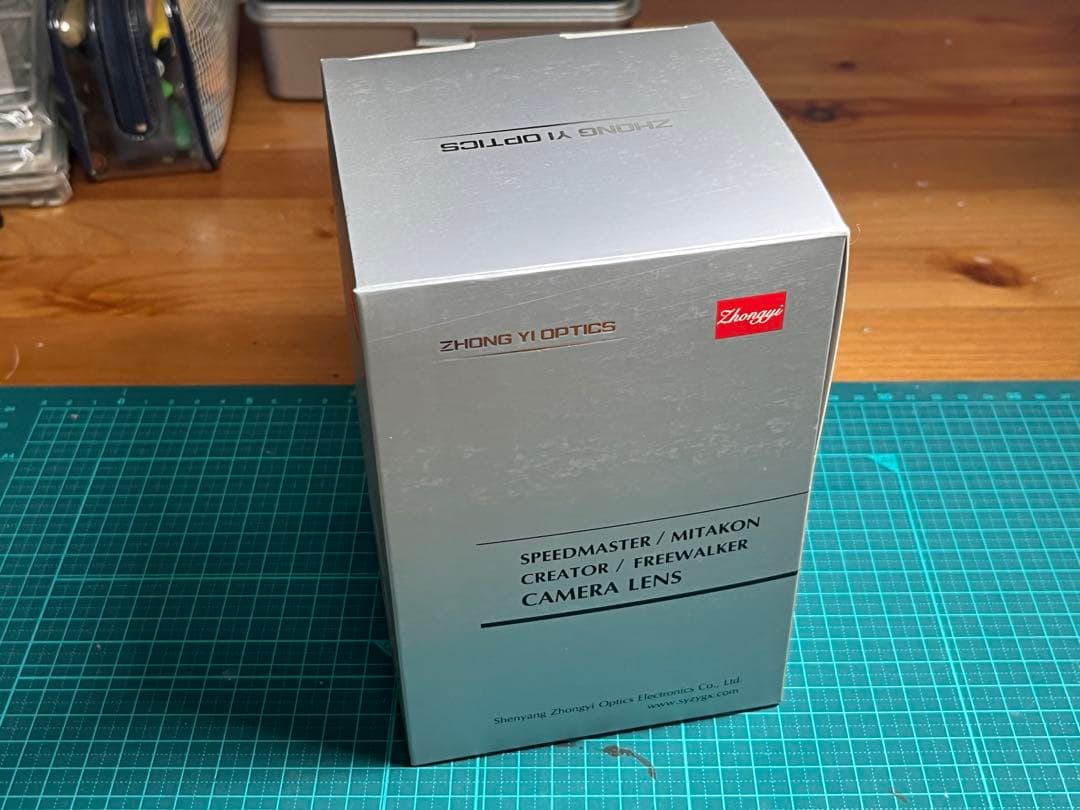 ZHONG YI OPTICS
ZHONG YI OPTICS
Zhongyi
SPEEDMASTER / MITAKON
CREATOR / FREEWALKER
CAMERA LENS
Shenyang Zhongyi Optics Electronics Co., Ltd.
www.syzygx.com